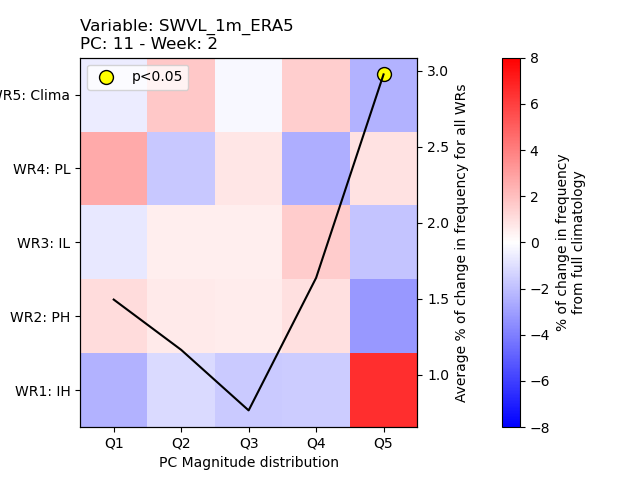 Variable: SWVL_1m_ERA5
PC: 11 - Week: 2
p<0.05
WR5: Clima
WR4: PL
WR3: IL
WR2: PH
WR1: IH
Q1 Q2 Q3 Q4 Q5
PC Magnitude distribution
3.0
2.5
2.0
1.5
1.0
Average % of change in frequency for all WRs
8
6
4
2
0
−2
−4
−6
−8
% of change in frequency
from full climatology